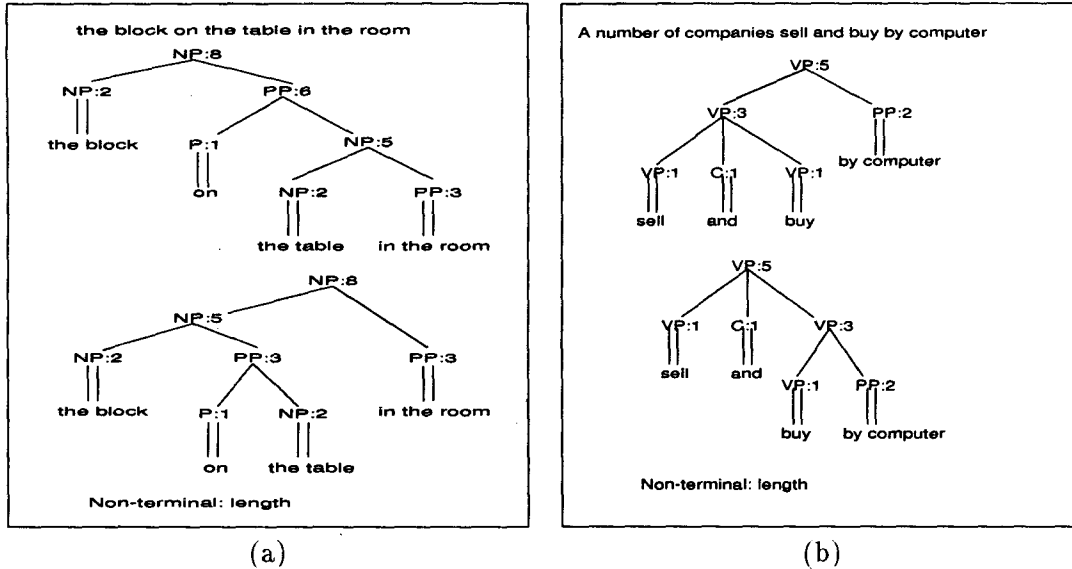 the block on the table in the room
NP:8
NP:2 PP:6
the block P:1 NP:5
on NP:2 PP:3
the table in the room
NP:8
NP:5
NP:2 PP:3 PP:3
the block P:1 NP:2 in the room
on the table
Non-terminal: length
(a)
A number of companies sell and buy by computer
VP:5
VP:3 PP:2
by computer
VP:1 C:1 VP:1
sell and buy
VP:5
VP:1 C:1 VP:3
sell and
VP:1 PP:2
buy by computer
Non-terminal: length
(b)